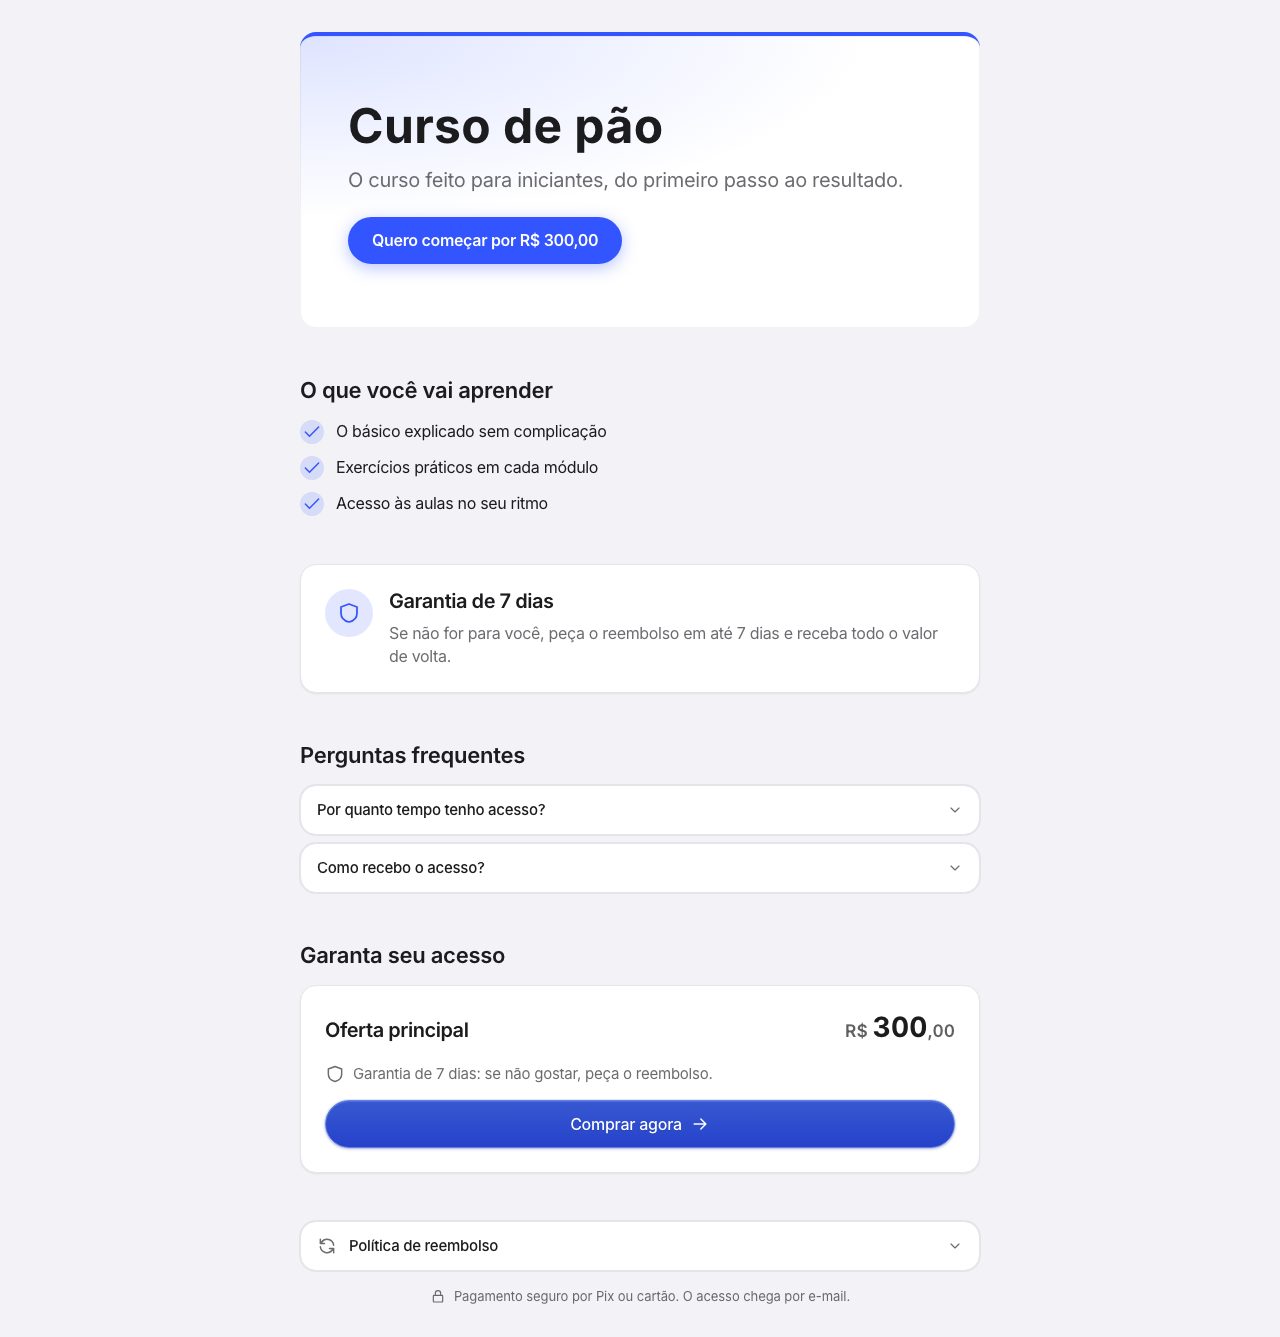 Curso de pão
O curso feito para iniciantes, do primeiro passo ao resultado.
Quero começar por R$ 300,00
O que você vai aprender
O básico explicado sem complicação
Exercícios práticos em cada módulo
Acesso às aulas no seu ritmo
Garantia de 7 dias
Se não for para você, peça o reembolso em até 7 dias e receba todo o valor
de volta.
Perguntas frequentes
Por quanto tempo tenho acesso?
Como recebo o acesso?
Garanta seu acesso
Oferta principal
R$ 300,00
Garantia de 7 dias: se não gostar, peça o reembolso.
Comprar agora
Política de reembolso
Pagamento seguro por Pix ou cartão. O acesso chega por e-mail.